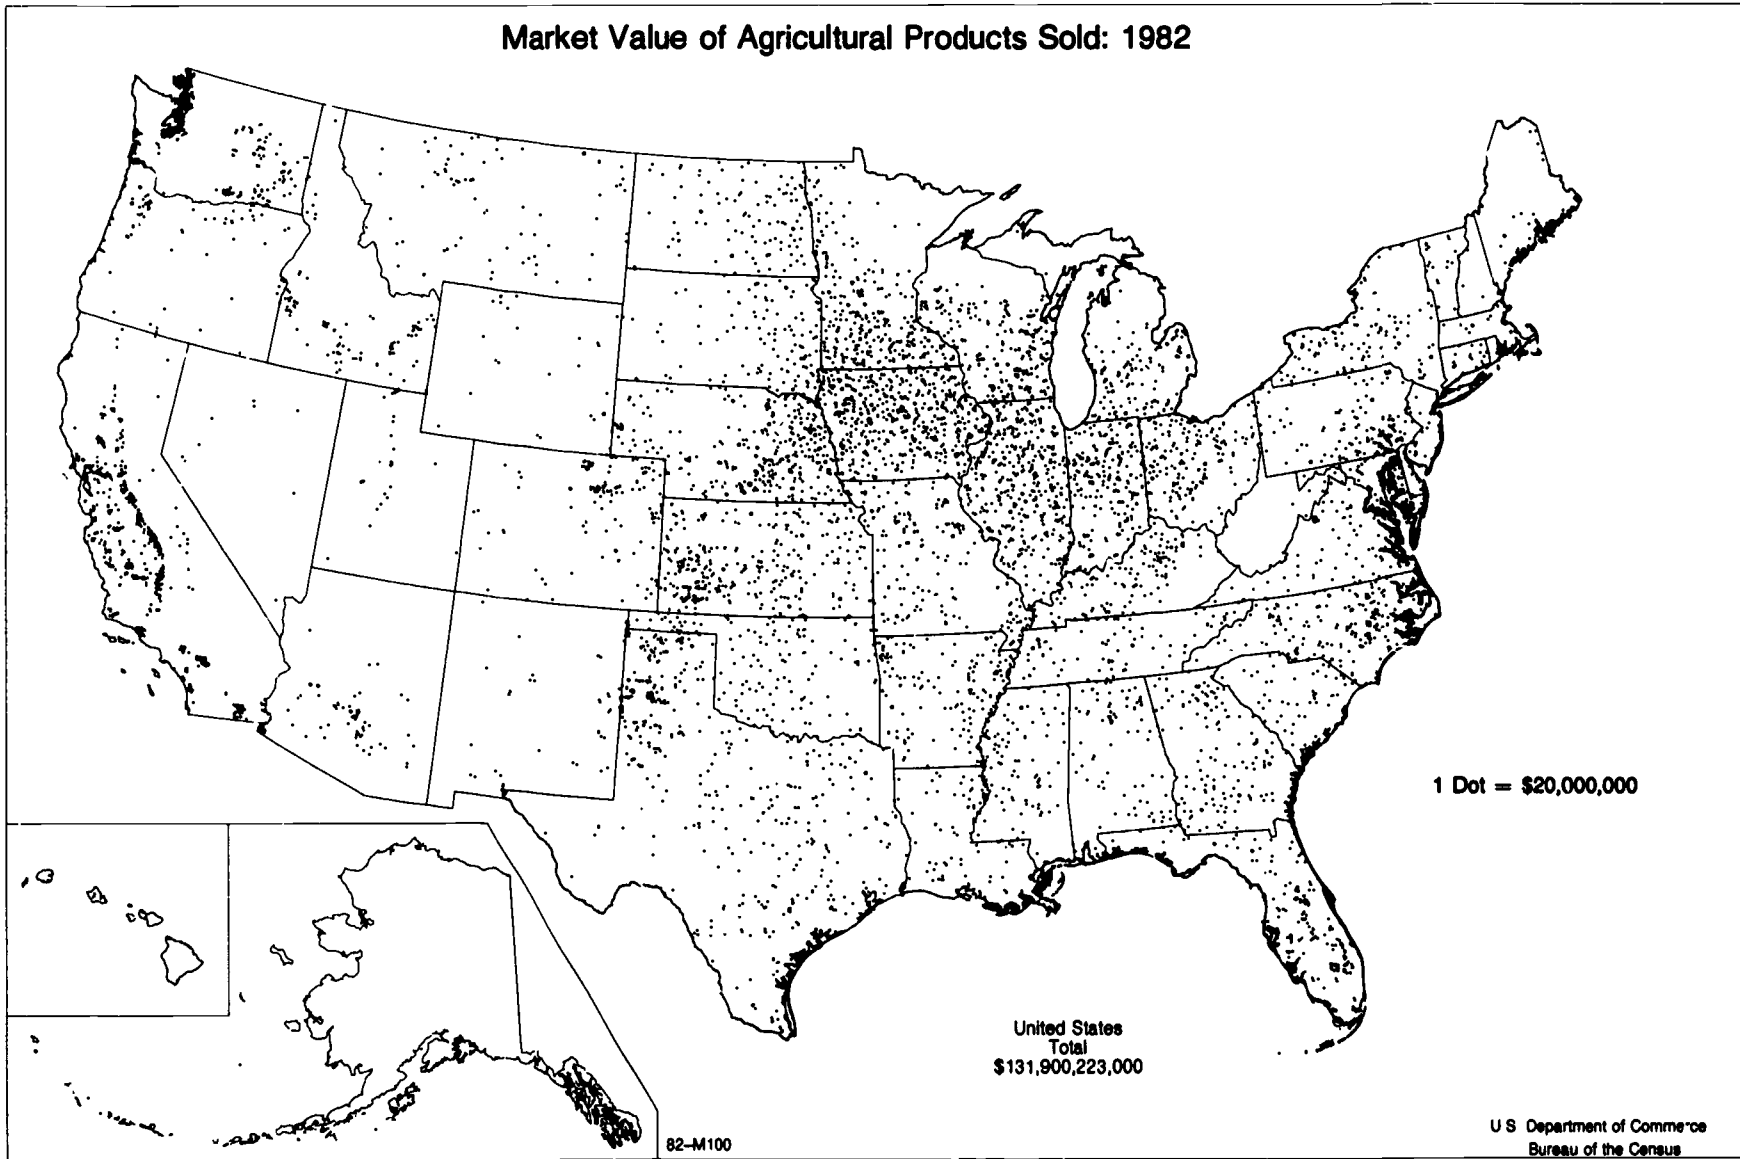 Market Value of Agricultural Products Sold: 1982
1 Dot = $20,000,000
United States
Total
$131,900,223,000
82-M100
U S Department of Commerce
Bureau of the Census